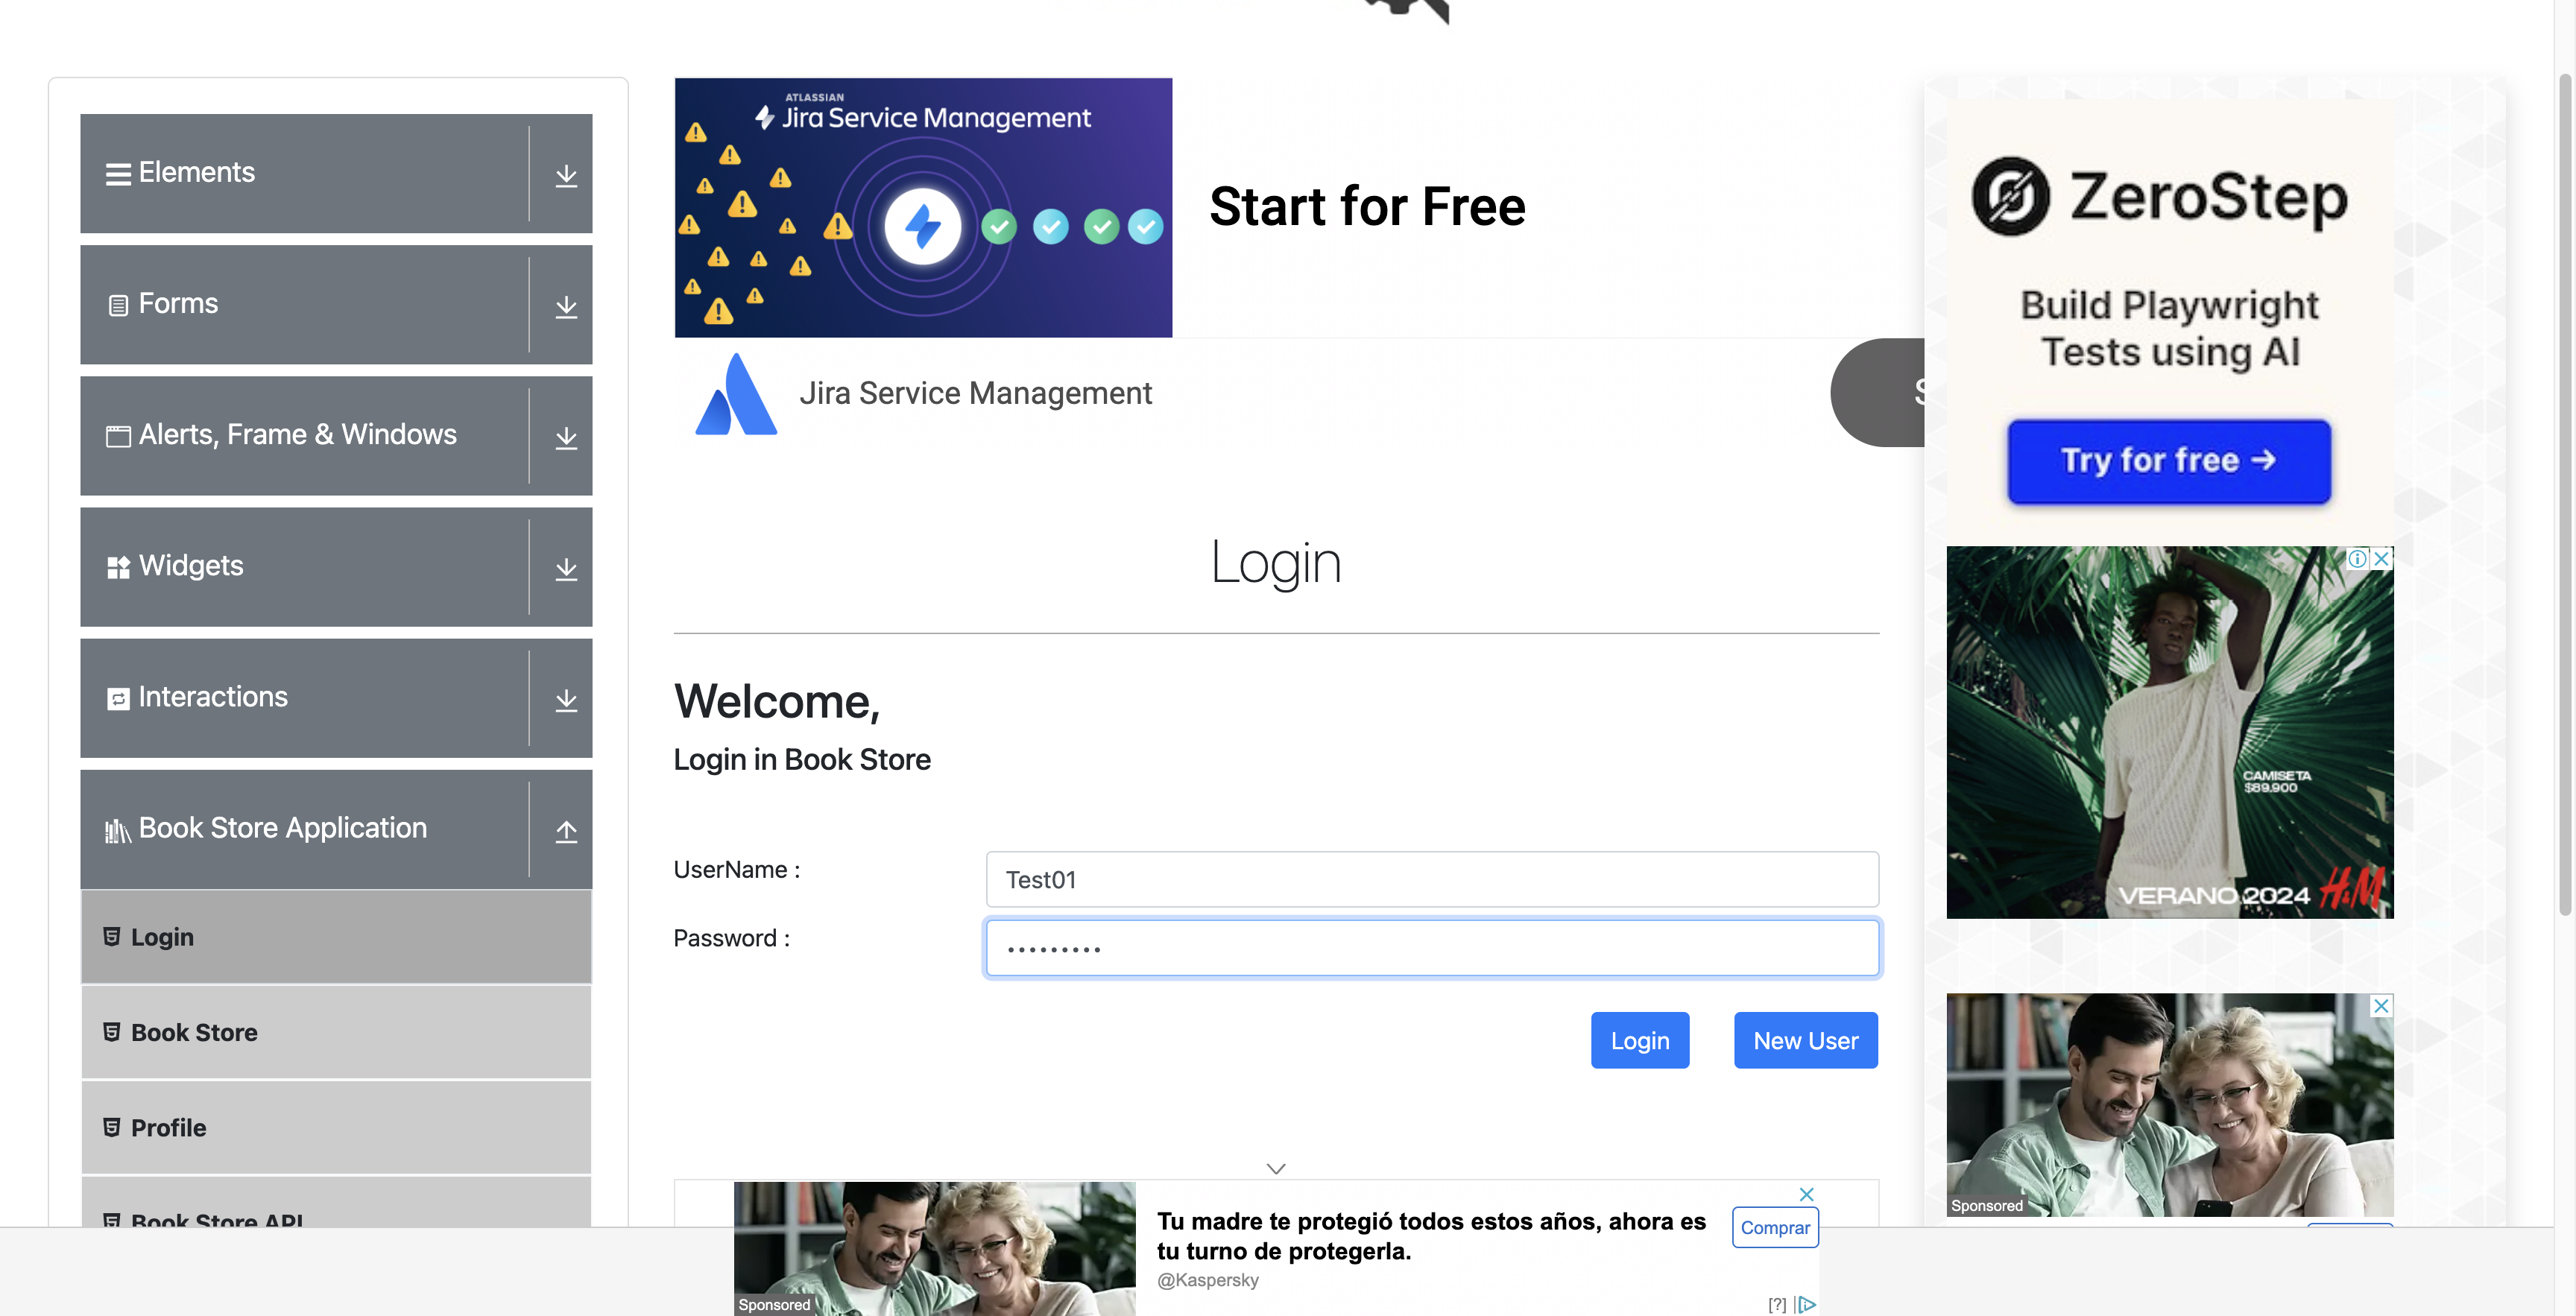 Elements
Forms
Alerts, Frame & Windows
Widgets
Interactions
Book Store Application
Login
Book Store
Profile
Book Store API
ATLASSIAN
Jira Service Management
Start for Free
Jira Service Management
S
Login
Welcome,
Login in Book Store
UserName :
Test01
Password :
•••••••••
Login
New User
Tu madre te protegió todos estos años, ahora es
tu turno de protegerla.
@Kaspersky
Comprar
Sponsored
[?]
ZeroStep
Build Playwright
Tests using AI
Try for free →
CAMISETA
$89.900
VERANO 2024 H&M
Sponsored